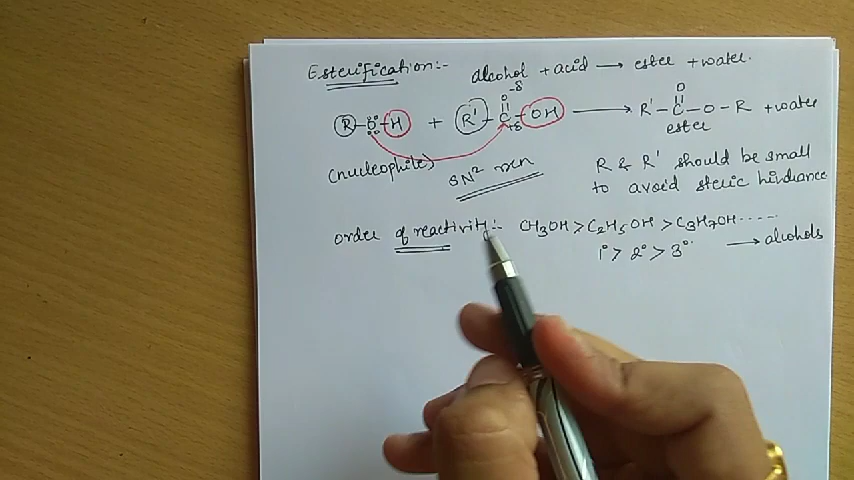 Esterification:-
alcohol + acid → ester + water.
R-O-H + R'-C-OH → R'-C-O-R + water
O -δ
+δ
O
ester
(nucleophile)
SN² rxn
R & R' should be small
to avoid steric hindrance
order of reactivity:- CH3OH > C2H5OH > C3H7OH .....
1° > 2° > 3° → alcohols